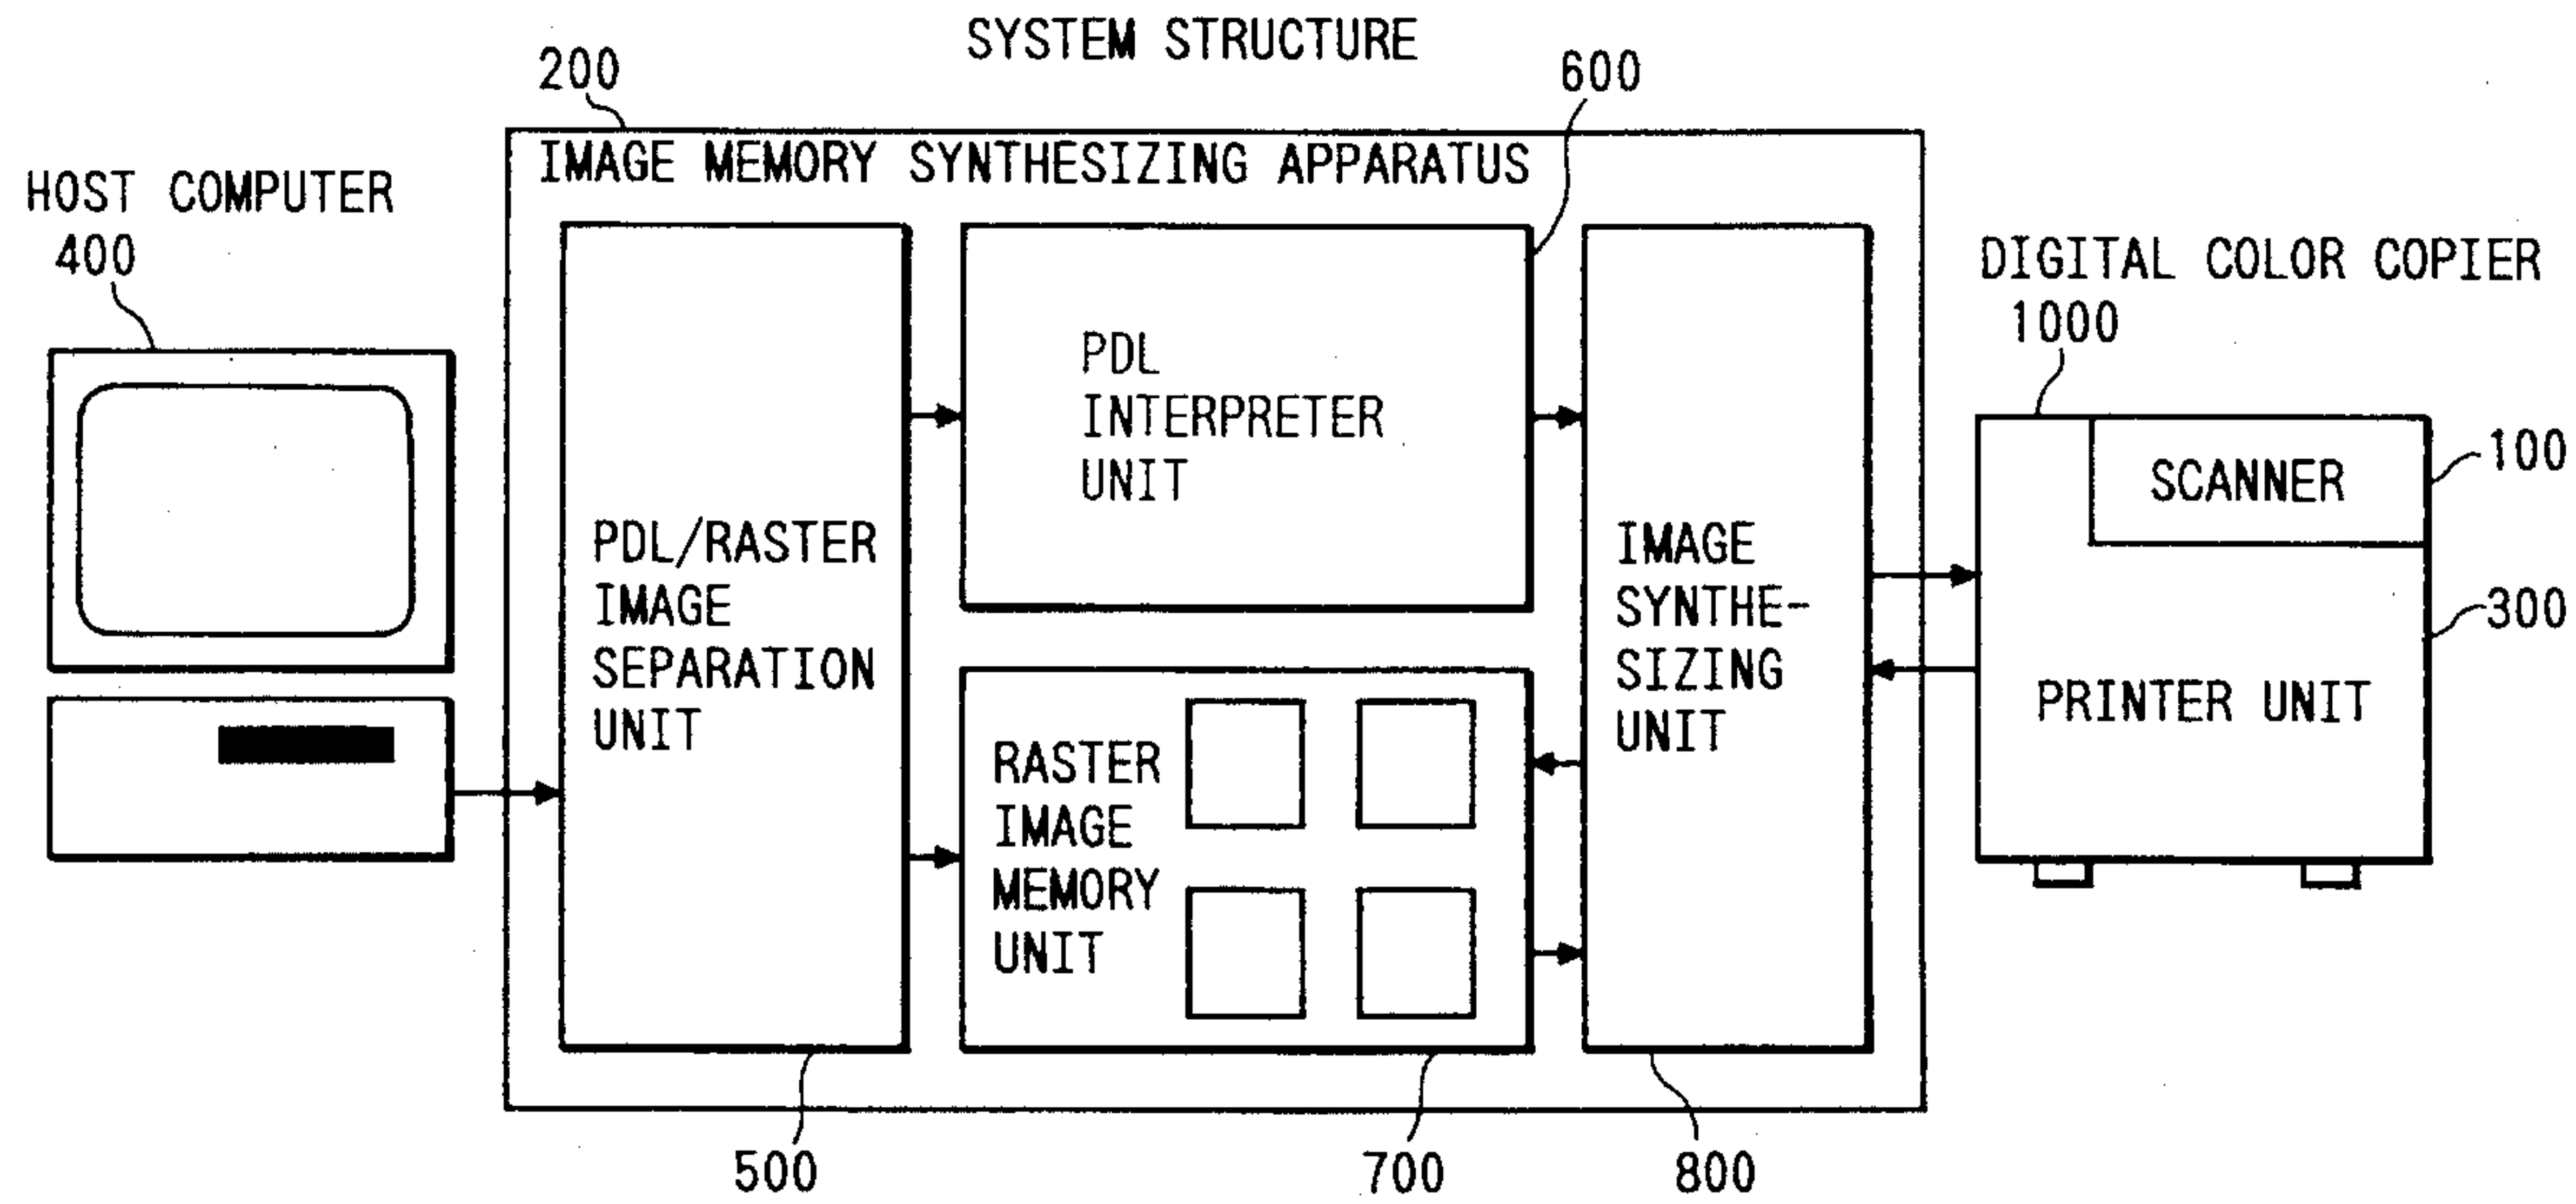 SYSTEM STRUCTURE
200
600
IMAGE MEMORY SYNTHESIZING APPARATUS
HOST COMPUTER
400
DIGITAL COLOR COPIER
1000
PDL
INTERPRETER
UNIT
100
SCANNER
PDL/RASTER
IMAGE
SEPARATION
UNIT
IMAGE
SYNTHE-
SIZING
UNIT
300
PRINTER UNIT
RASTER
IMAGE
MEMORY
UNIT
500
700
800